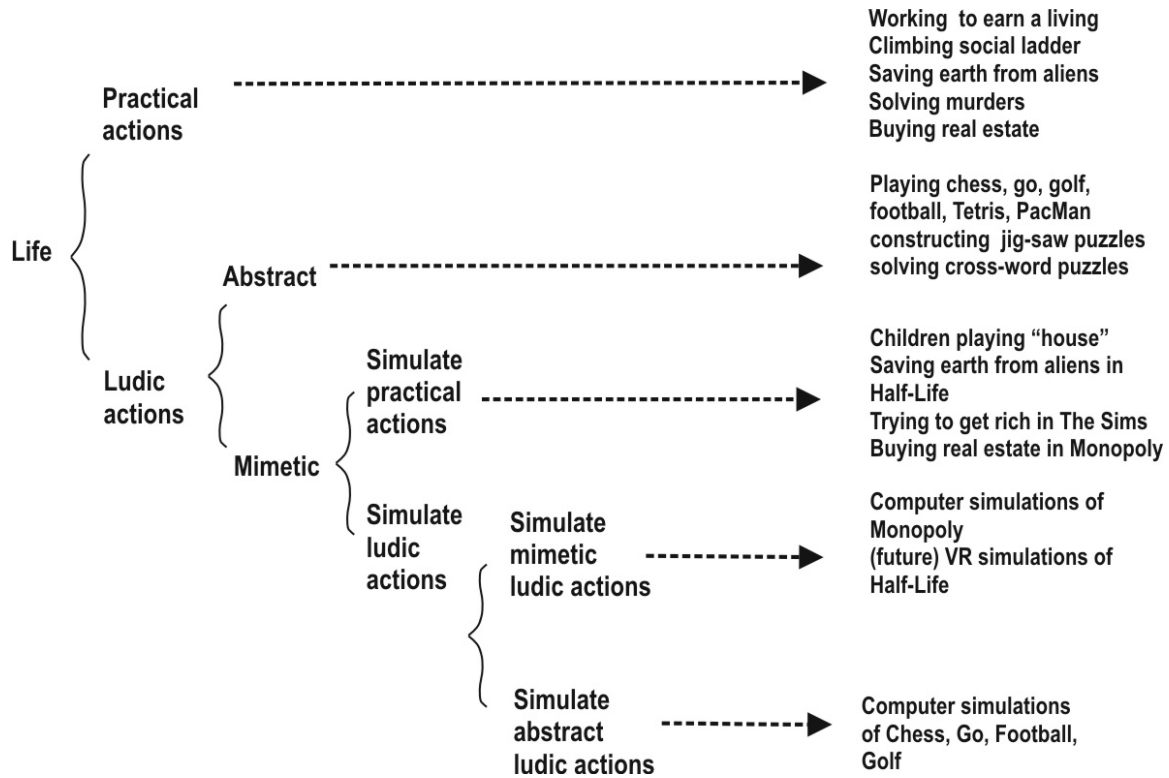 Working to earn a living
Climbing social ladder
Saving earth from aliens
Solving murders
Buying real estate
Practical
actions
Playing chess, go, golf,
football, Tetris, PacMan
constructing jig-saw puzzles
solving cross-word puzzles
Life
Abstract
Ludic
actions
Simulate
practical
actions
Children playing “house”
Saving earth from aliens in
Half-Life
Trying to get rich in The Sims
Buying real estate in Monopoly
Mimetic
Simulate
ludic
actions
Simulate
mimetic
ludic actions
Computer simulations of
Monopoly
(future) VR simulations of
Half-Life
Simulate
abstract
ludic actions
Computer simulations
of Chess, Go, Football,
Golf